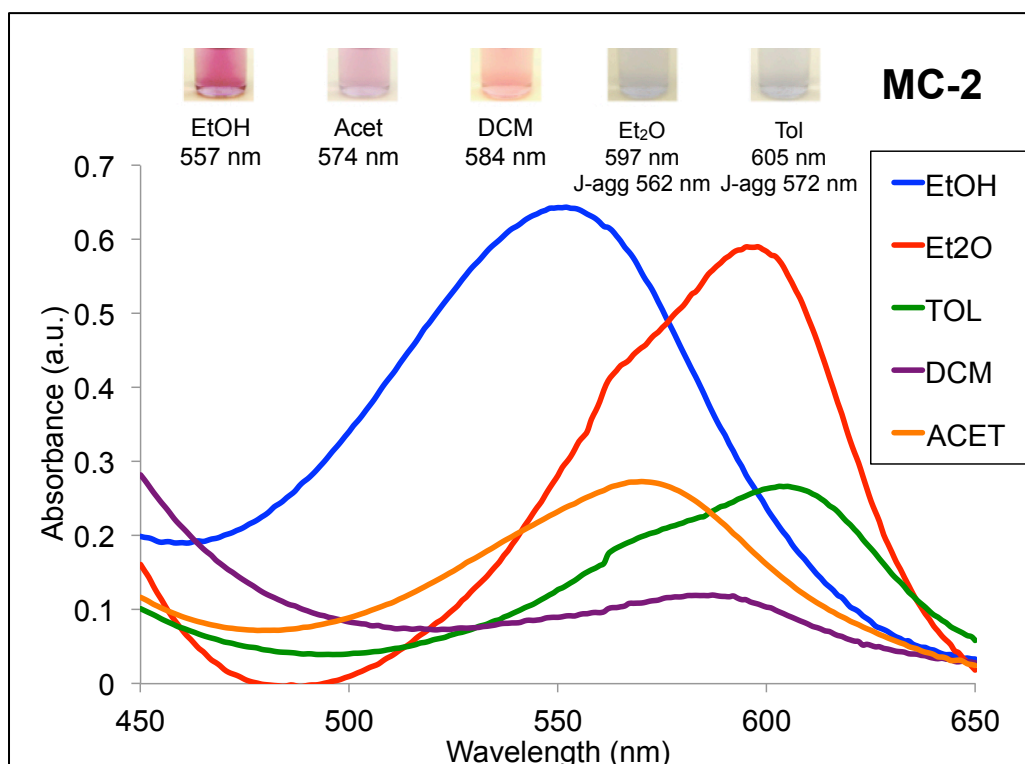 MC-2
EtOH
557 nm
Acet
574 nm
DCM
584 nm
Et₂O
597 nm
J-agg 562 nm
Tol
605 nm
J-agg 572 nm
0.7
0.6
0.5
0.4
0.3
0.2
0.1
0
Absorbance (a.u.)
450
500
550
600
650
Wavelength (nm)
EtOH
Et2O
TOL
DCM
ACET